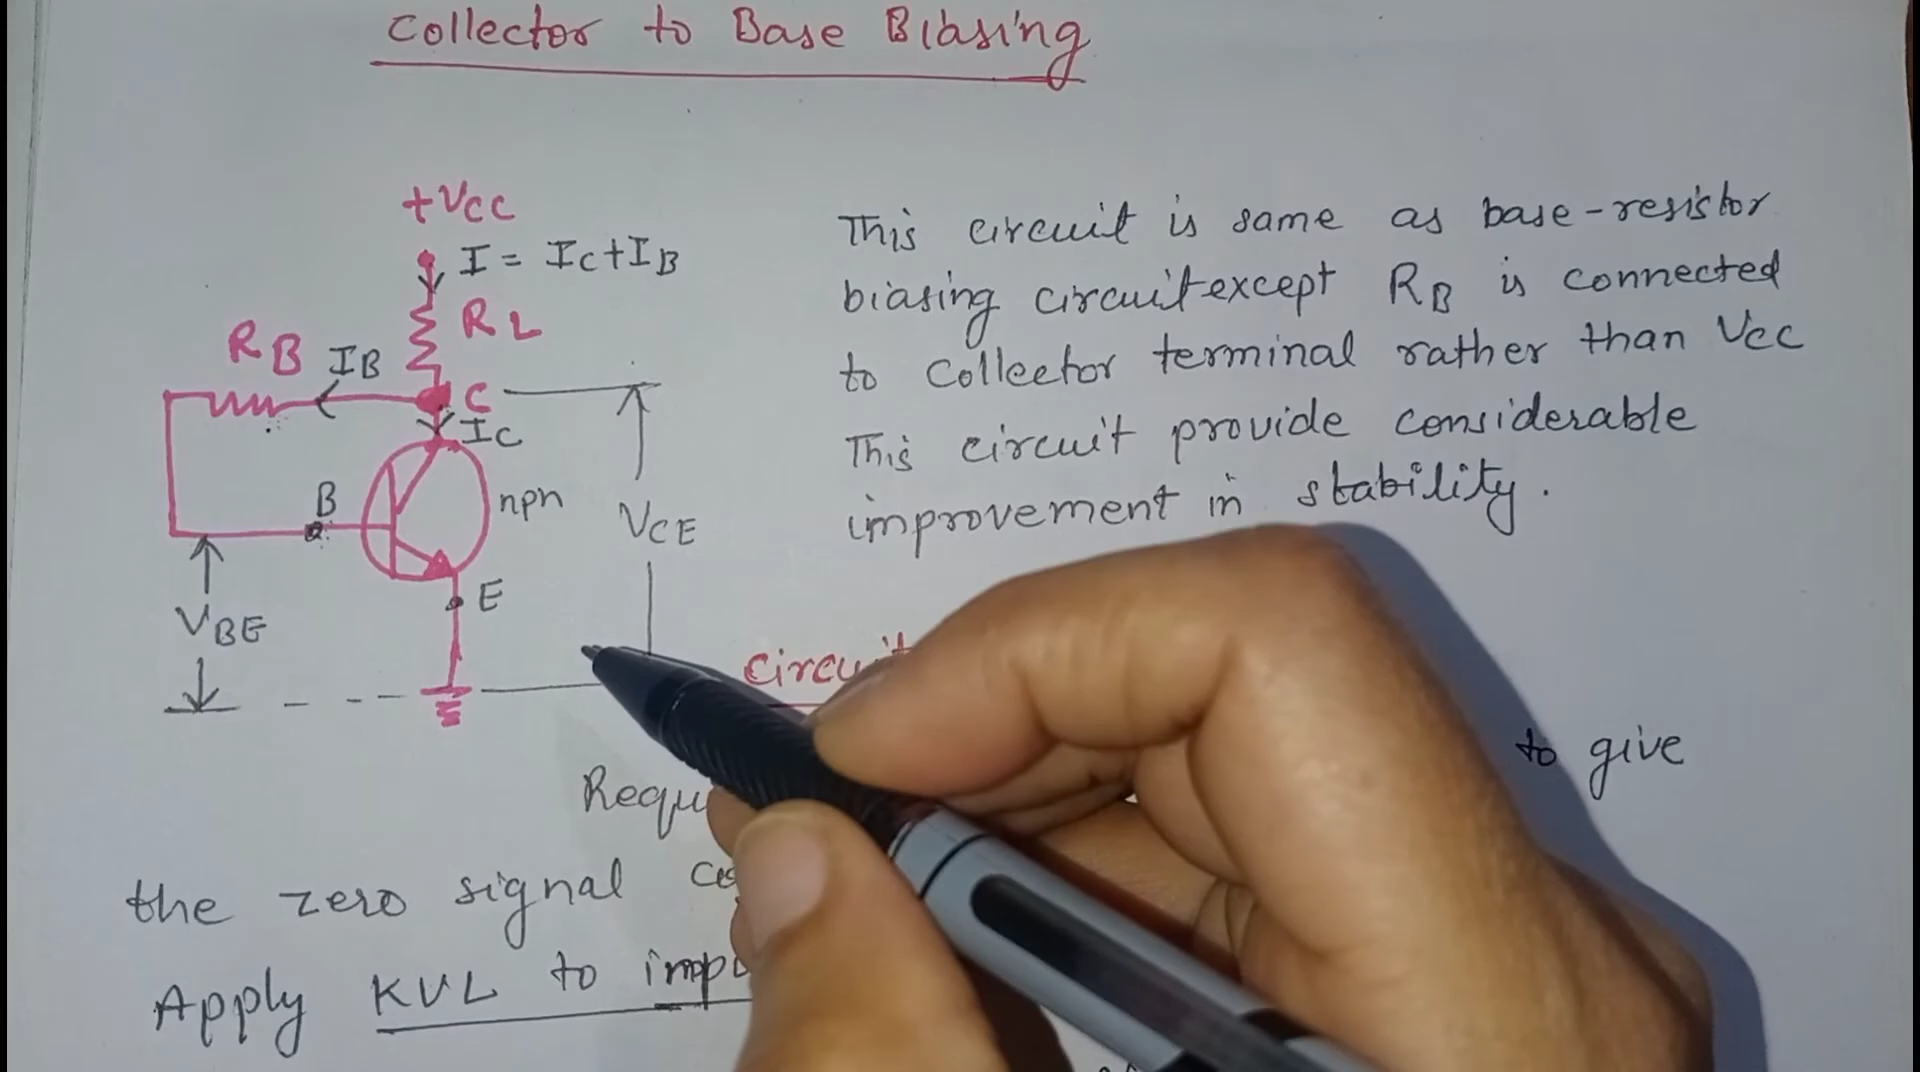 Collector to Base Biasing
+VCC
I = IC+IB
RL
RB
IB
C
IC
B
npn
VCE
E
VBE
This circuit is same as base-resistor
biasing circuit except RB is connected
to collector terminal rather than VCC
This circuit provide considerable
improvement in stability.
to give
the zero signal
Apply KVL to